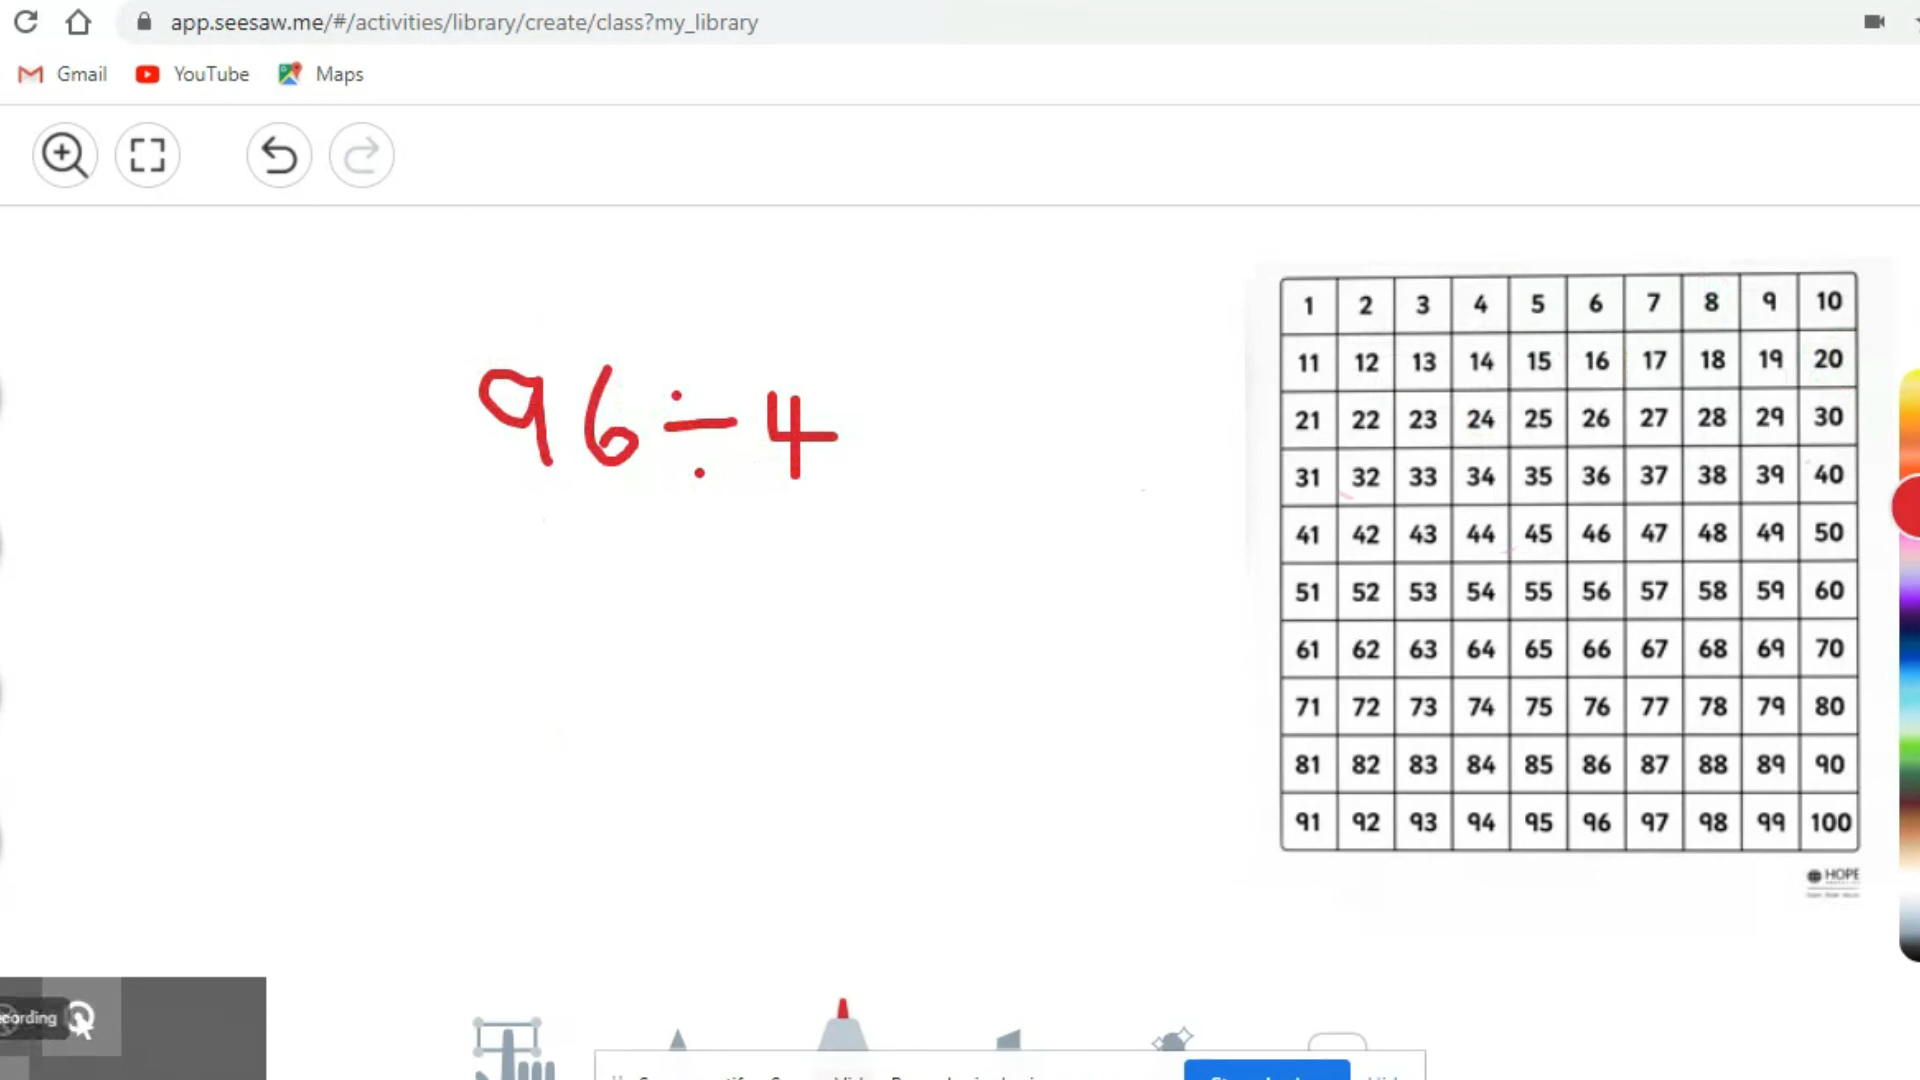 app.seesaw.me/#/activities/library/create/class?my_library
Gmail YouTube Maps
96÷4
1 2 3 4 5 6 7 8 9 10
11 12 13 14 15 16 17 18 19 20
21 22 23 24 25 26 27 28 29 30
31 32 33 34 35 36 37 38 39 40
41 42 43 44 45 46 47 48 49 50
51 52 53 54 55 56 57 58 59 60
61 62 63 64 65 66 67 68 69 70
71 72 73 74 75 76 77 78 79 80
81 82 83 84 85 86 87 88 89 90
91 92 93 94 95 96 97 98 99 100
HOPE
ecording